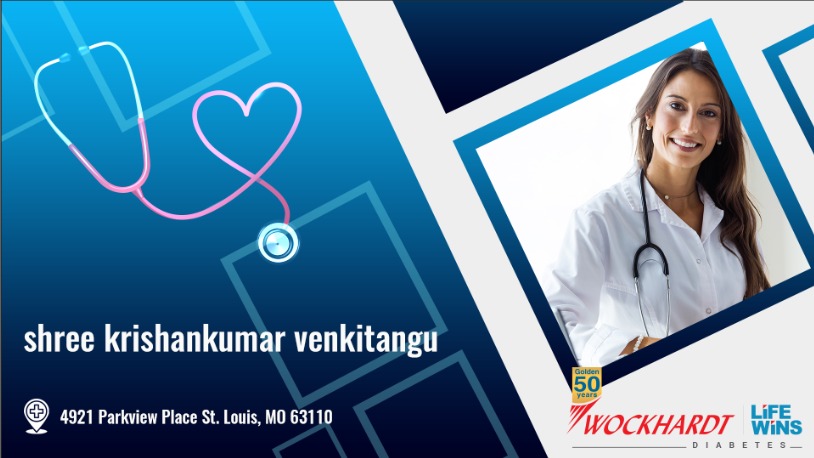 shree krishankumar venkitangu
4921 Parkview Place St. Louis, MO 63110
Golden
50
years
WOCKHARDT
LiFE
WiNS
DIABETES